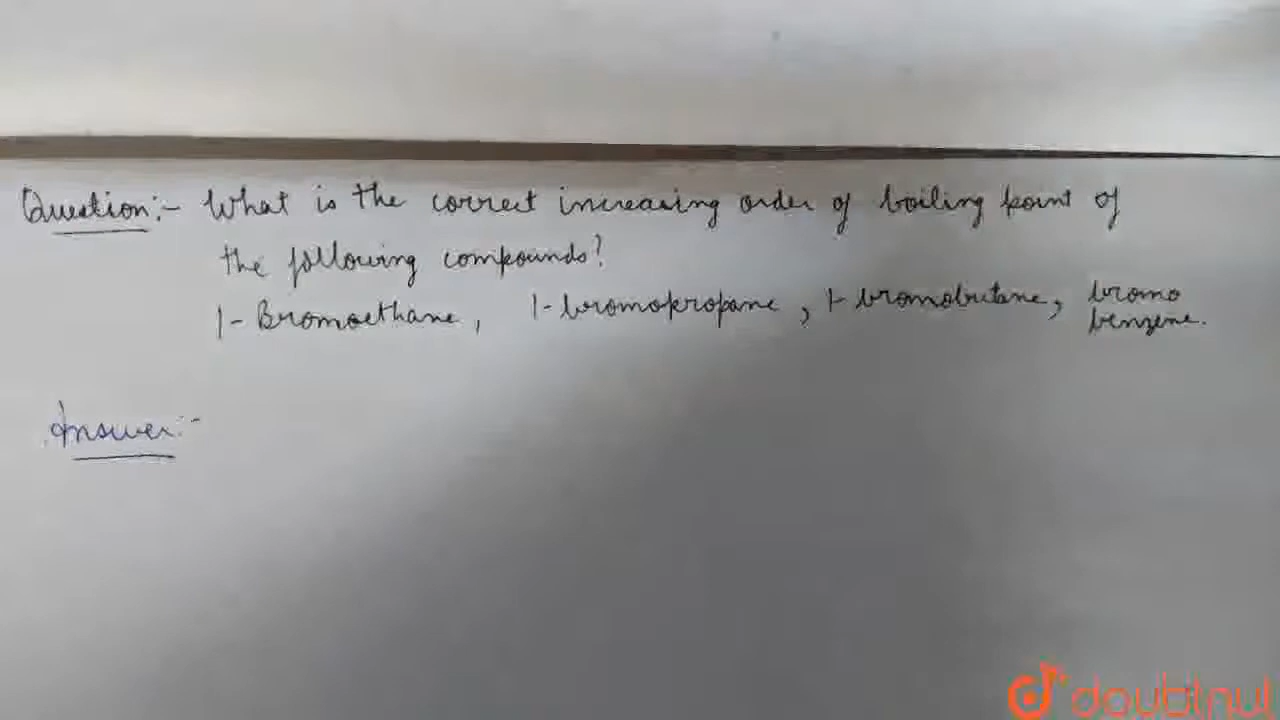 Question:- What is the correct increasing order of boiling point of
the following compounds?
1- Bromoethane, 1-bromopropane, 1-bromobutane, bromo
benzene.
Answer:-
doubtnut